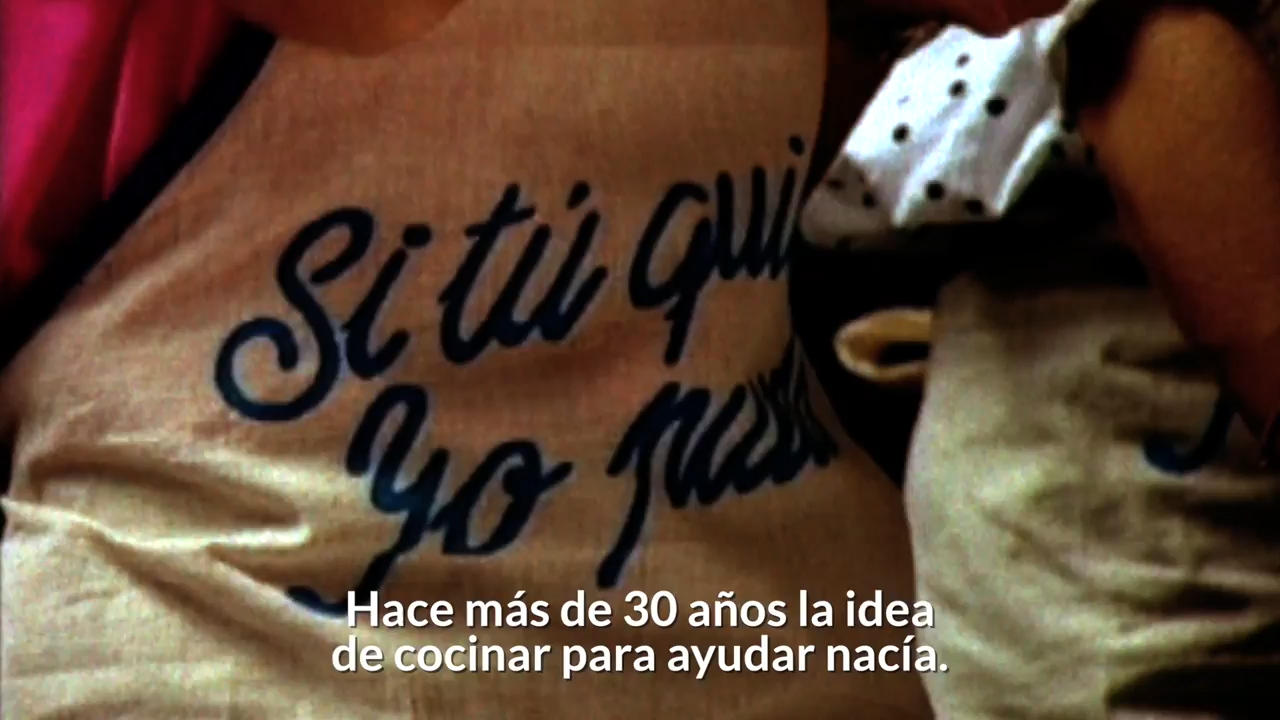 Si tú
Yo
Hace más de 30 años la idea
de cocinar para ayudar nacía.